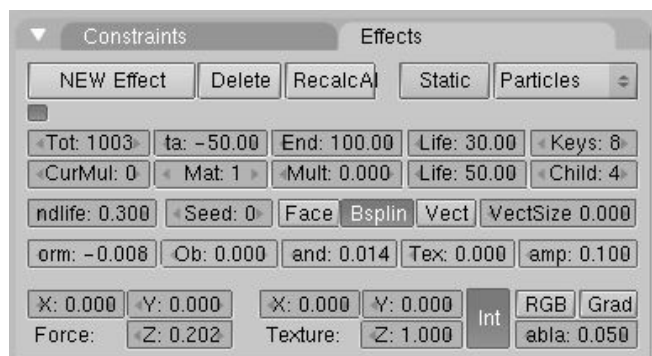 Constraints Effects
NEW Effect Delete RecalcAl Static Particles
Tot: 1003 ta: -50.00 End: 100.00 Life: 30.00 Keys: 8
CurMul: 0 Mat: 1 Mult: 0.000 Life: 50.00 Child: 4
ndlife: 0.300 Seed: 0 Face Bsplin Vect VectSize 0.000
orm: -0.008 Ob: 0.000 and: 0.014 Tex: 0.000 amp: 0.100
X: 0.000 Y: 0.000 X: 0.000 Y: 0.000 Int RGB Grad
Force: Z: 0.202 Texture: Z: 1.000 abla: 0.050